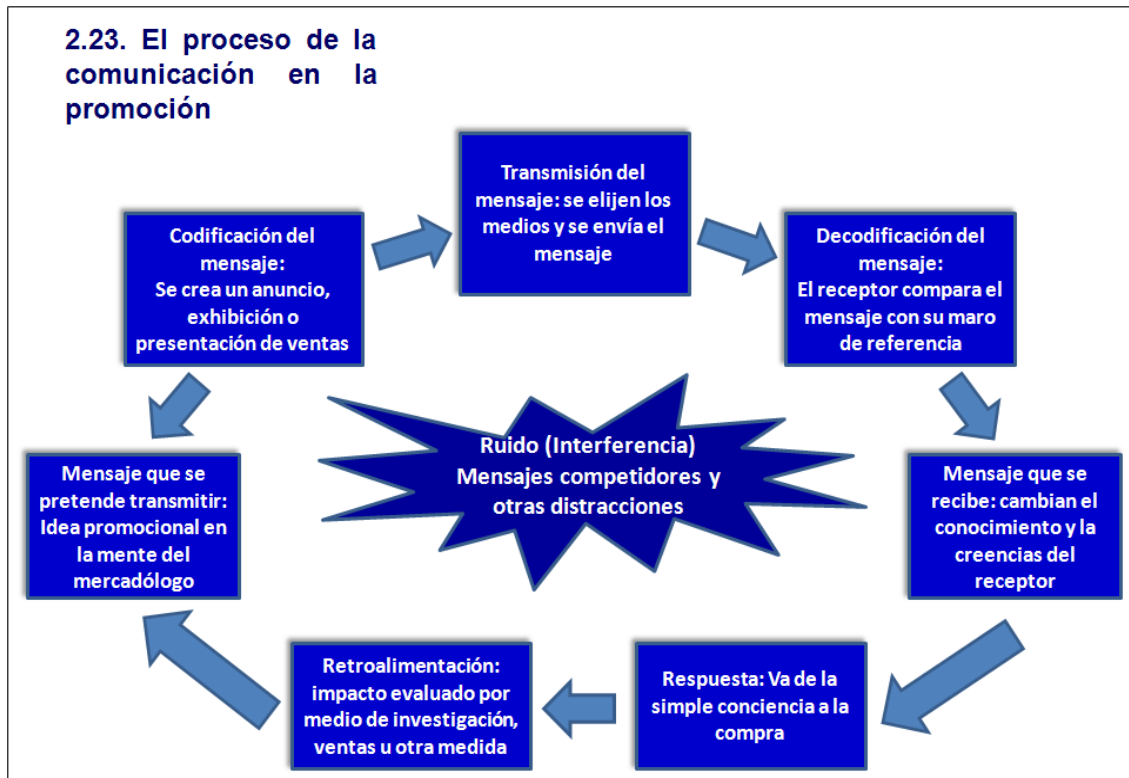 2.23. El proceso de la
comunicación en la
promoción
Transmisión del
mensaje: se elijen los
medios y se envía el
mensaje
Codificación del
mensaje:
Se crea un anuncio,
exhibición o
presentación de ventas
Decodificación del
mensaje:
El receptor compara el
mensaje con su maro
de referencia
Ruido (Interferencia)
Mensajes competidores y
otras distracciones
Mensaje que se
pretende transmitir:
Idea promocional en
la mente del
mercadólogo
Mensaje que se
recibe: cambian el
conocimiento y la
creencias del
receptor
Retroalimentación:
impacto evaluado por
medio de investigación,
ventas u otra medida
Respuesta: Va de la
simple conciencia a la
compra